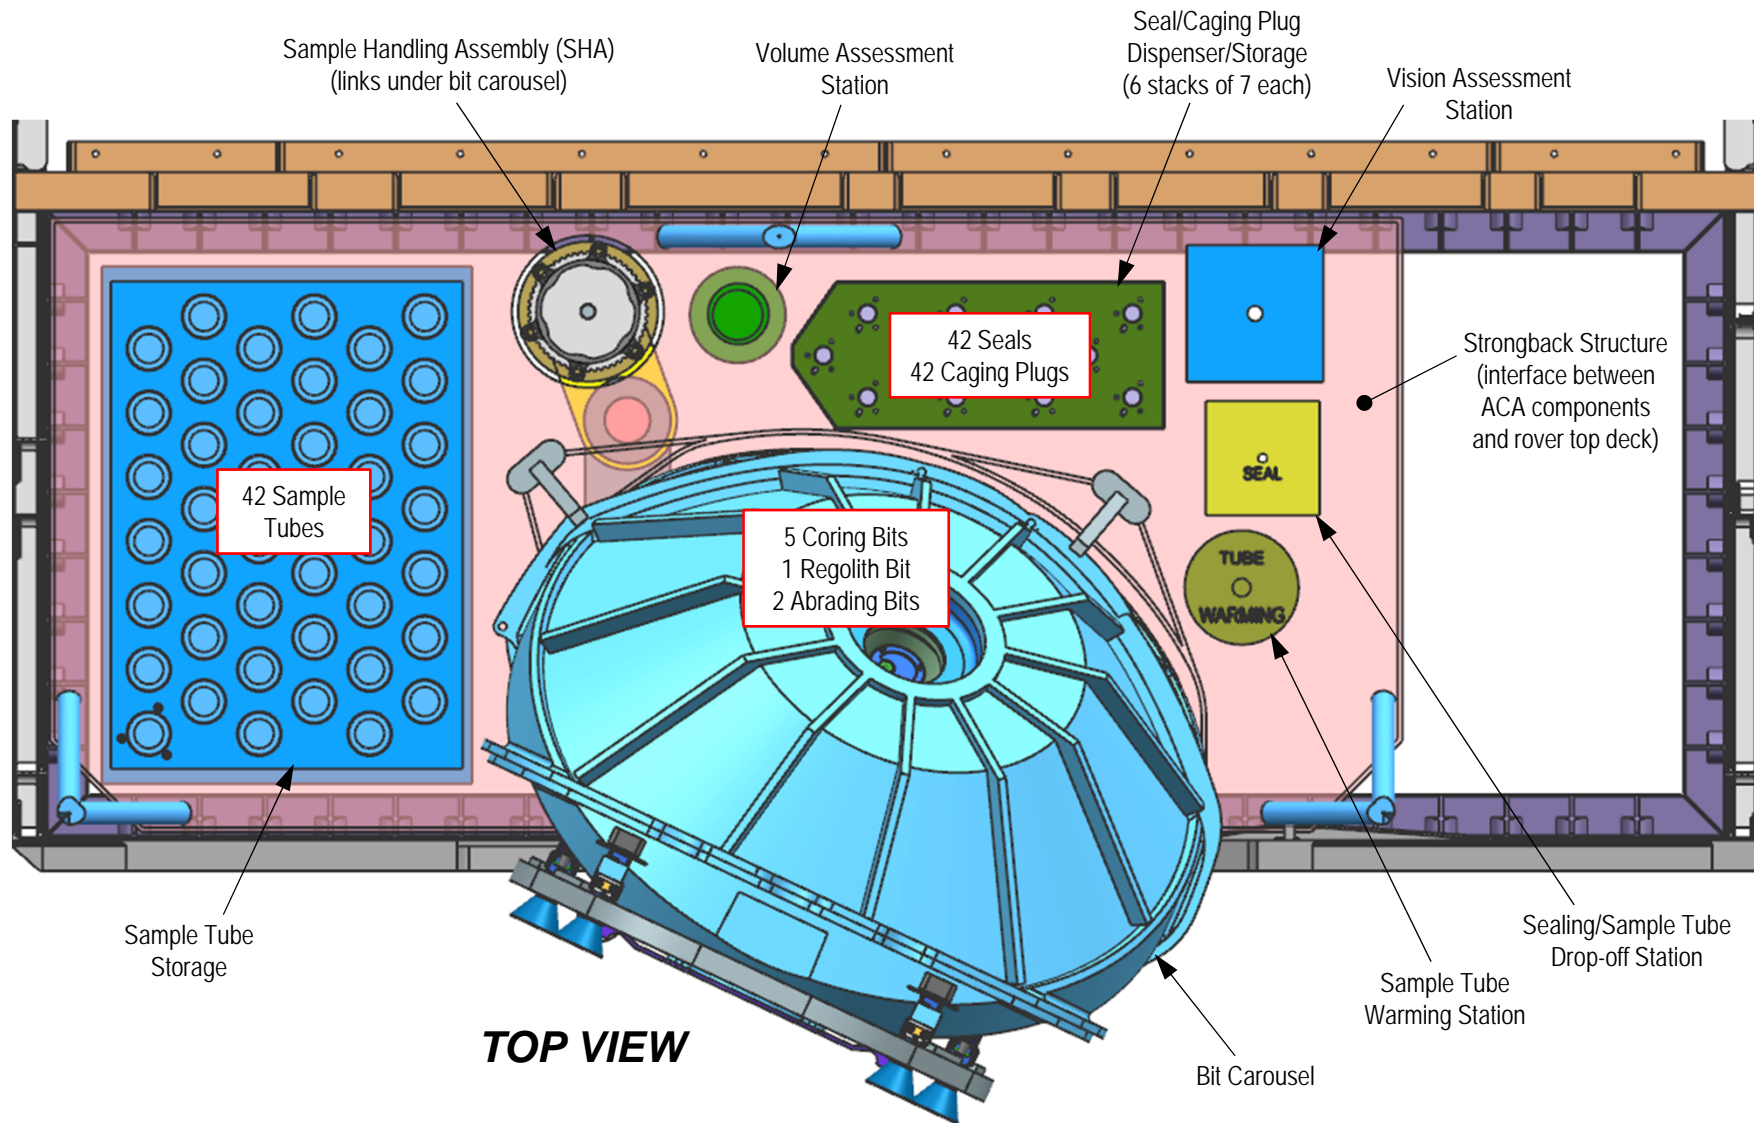 Sample Handling Assembly (SHA)
(links under bit carousel)
Volume Assessment
Station
Seal/Caging Plug
Dispenser/Storage
(6 stacks of 7 each)
Vision Assessment
Station
42 Seals
42 Caging Plugs
Strongback Structure
(interface between
ACA components
and rover top deck)
SEAL
42 Sample
Tubes
5 Coring Bits
1 Regolith Bit
2 Abrading Bits
TUBE
WARMING
Sample Tube
Storage
Sealing/Sample Tube
Drop-off Station
Sample Tube
Warming Station
TOP VIEW
Bit Carousel